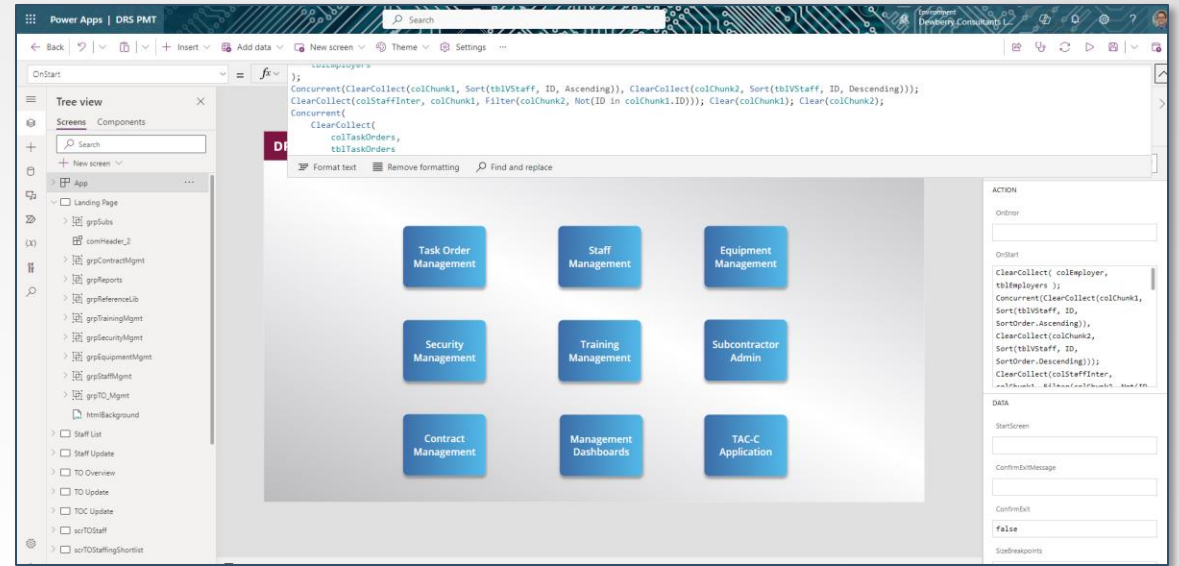 Power Apps | DRS PMT
Search
Environment
Dewberry Consultants
Back
Insert
Add data
New screen
Theme
Settings
OnStart
=
fx
tblEmployers
);
Concurrent(ClearCollect(colChunk1, Sort(tblVStaff, ID, Ascending)), ClearCollect(colChunk2, Sort(tblVStaff, ID, Descending)));
ClearCollect(colStaffInter, colChunk1, Filter(colChunk2, Not(ID in colChunk1.ID))); Clear(colChunk1); Clear(colChunk2);
Concurrent(
ClearCollect(
colTaskOrders,
tblTaskOrders
Format text
Remove formatting
Find and replace
Tree view
Screens
Components
Search
New screen
App
Landing Page
grpSubs
comHeader_2
grpContractMgmt
grpReports
grpReferenceLib
grpTrainingMgmt
grpSecurityMgmt
grpEquipmentMgmt
grpStaffMgmt
grpTO_Mgmt
htmlBackground
Staff List
Staff Update
TO Overview
TO Update
TOC Update
scrTOStaff
scrTOStaffingShortlist
Task Order
Management
Staff
Management
Equipment
Management
Security
Management
Training
Management
Subcontractor
Admin
Contract
Management
Management
Dashboards
TAC-C
Application
ACTION
OnError
OnStart
ClearCollect( colEmployer,
tblEmployers );
Concurrent(ClearCollect(colChunk1,
Sort(tblVStaff, ID,
SortOrder.Ascending)),
ClearCollect(colChunk2,
Sort(tblVStaff, ID,
SortOrder.Descending)));
ClearCollect(colStaffInter,
colChunk1, Filter(colChunk2, Not(ID
DATA
StartScreen
ConfirmExitMessage
ConfirmExit
false
SizeBreakpoints